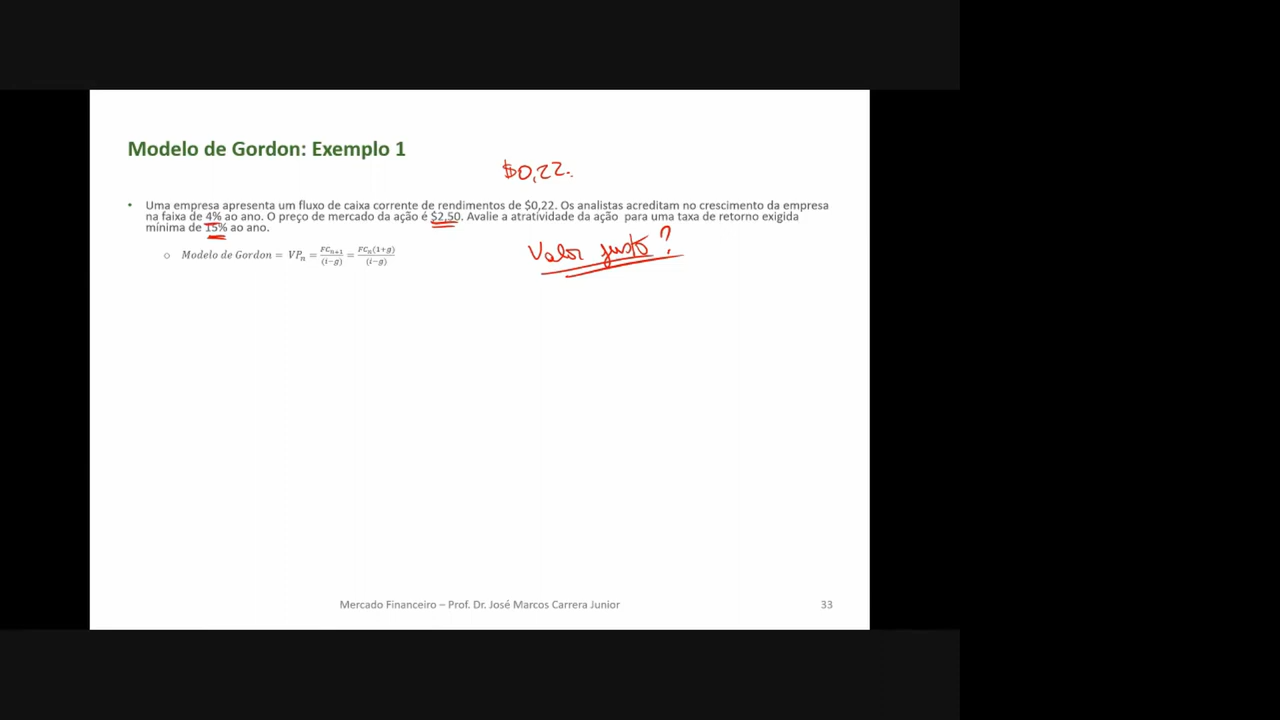 Modelo de Gordon: Exemplo 1
$0,22.
• Uma empresa apresenta um fluxo de caixa corrente de rendimentos de $0,22. Os analistas acreditam no crescimento da empresa
na faixa de 4% ao ano. O preço de mercado da ação é $2,50. Avalie a atratividade da ação para uma taxa de retorno exigida
mínima de 15% ao ano.
Valor justo?
○ Modelo de Gordon = VPₙ = FCₙ₊₁/(i−g) = FCₙ(1+g)/(i−g)
Mercado Financeiro – Prof. Dr. José Marcos Carrera Junior
33